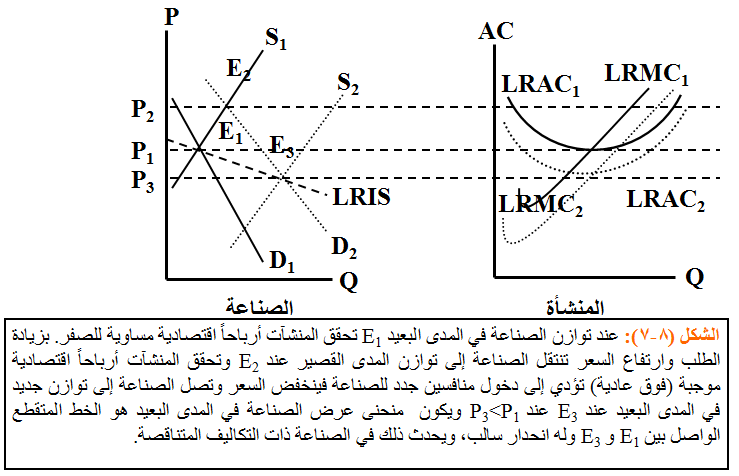 P
S₁
E₂
S₂
P₂
E₁
E₃
P₁
P₃
LRIS
D₁
D₂
Q
الصناعة
AC
LRMC₁
LRAC₁
LRMC₂
LRAC₂
Q
المنشأة
الشكل (٨-٧): عند توازن الصناعة في المدى البعيد E₁ تحقق المنشآت أرباحاً اقتصادية مساوية للصفر. بزيادة
الطلب وارتفاع السعر تنتقل الصناعة إلى توازن المدى القصير عند E₂ وتحقق المنشآت أرباحاً اقتصادية
موجبة (فوق عادية) تؤدي إلى دخول منافسين جدد للصناعة فينخفض السعر وتصل الصناعة إلى توازن جديد
في المدى البعيد عند E₃ عند P₃<P₁ ويكون منحنى عرض الصناعة في المدى البعيد هو الخط المتقطع
الواصل بين E₁ و E₃ وله انحدار سالب، ويحدث ذلك في الصناعة ذات التكاليف المتناقصة.